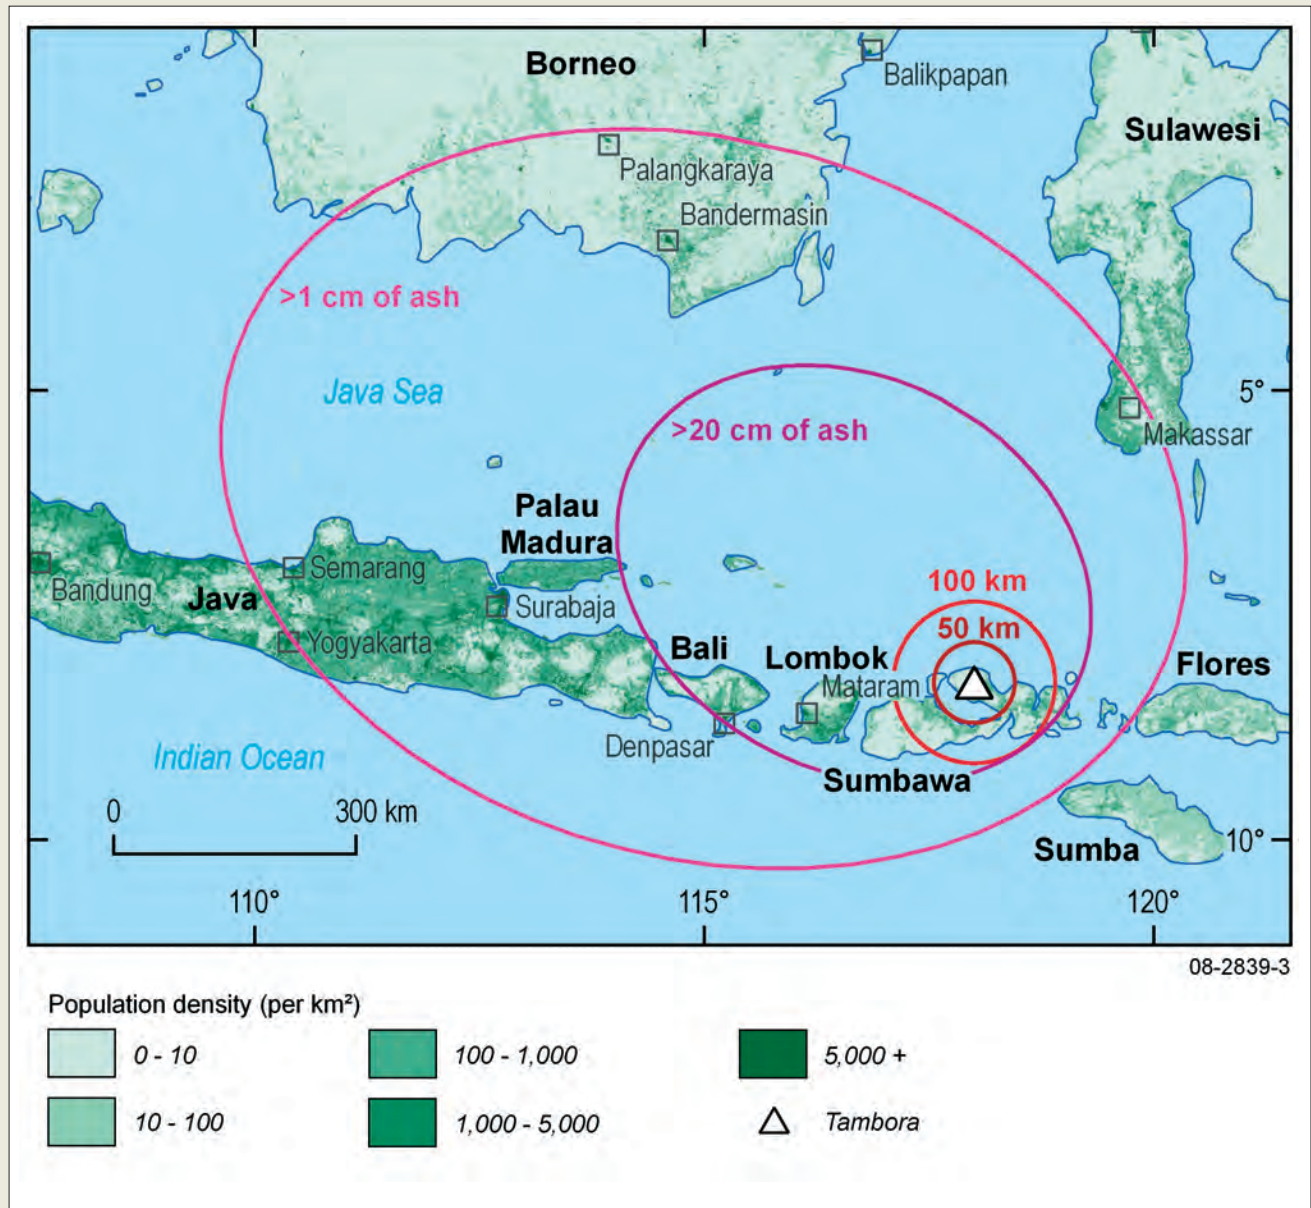 Borneo
Balikpapan
Sulawesi
Palangkaraya
Bandermasin
>1 cm of ash
Java Sea
5°
>20 cm of ash
Makassar
Palau
Madura
Semarang
Bandung
Java
Surabaja
Yogyakarta
100 km
50 km
Bali
Lombok
Mataram
Flores
Denpasar
Indian Ocean
Sumbawa
0
300 km
Sumba
10°
110°
115°
120°
08-2839-3
Population density (per km²)
0 - 10
100 - 1,000
5,000 +
10 - 100
1,000 - 5,000
Tambora